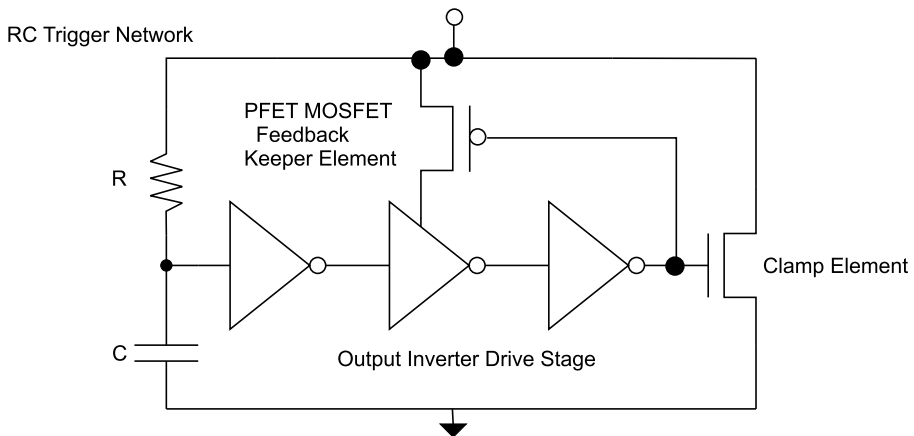 RC Trigger Network
PFET MOSFET
Feedback
Keeper Element
R
Clamp Element
C
Output Inverter Drive Stage